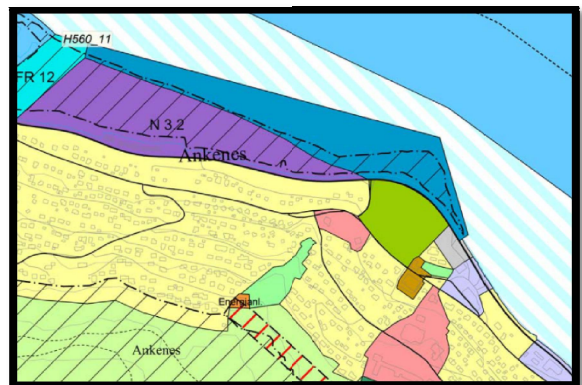 H560_11
FR 12
N 3.2
Ankenes
Energianl.
Ankenes